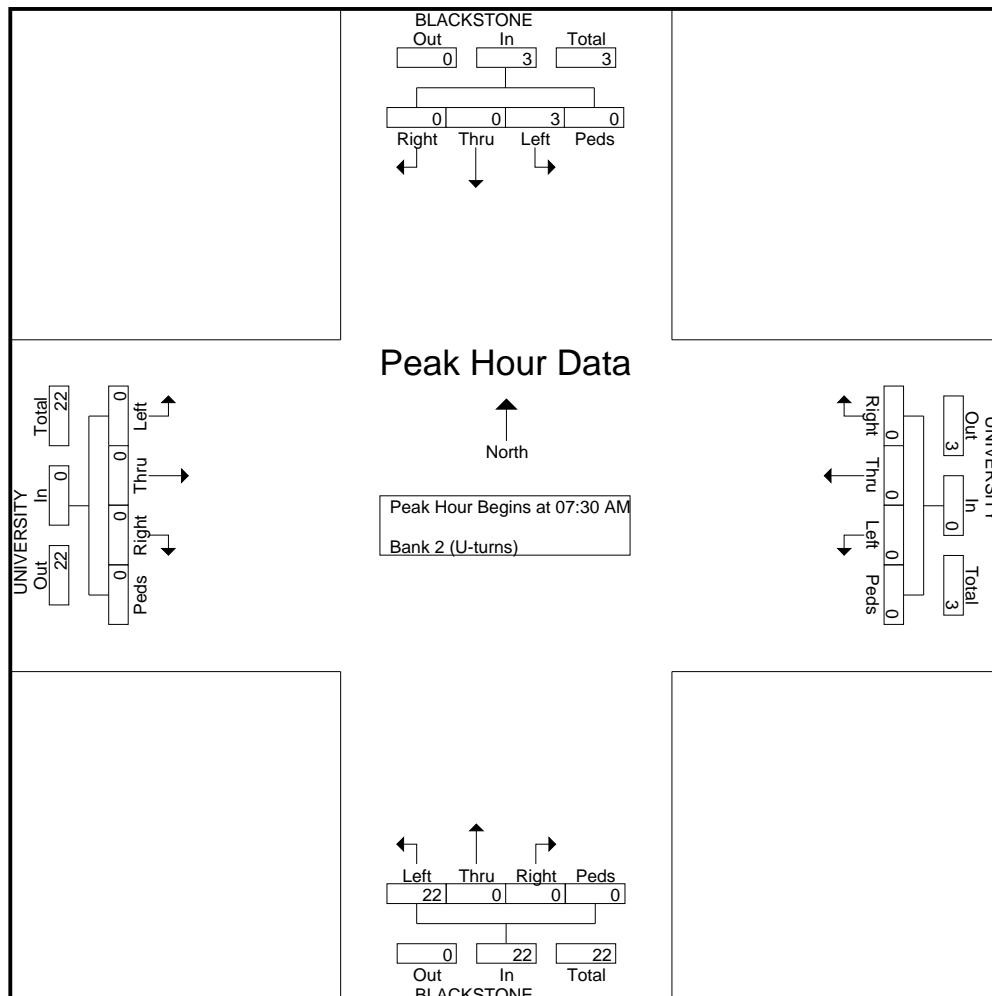 BLACKSTONE
Out In Total
0 3 3
0 0 3 0
Right Thru Left Peds
Peak Hour Data
North
Peak Hour Begins at 07:30 AM
Bank 2 (U-turns)
UNIVERSITY
Out In Total
22 0 22
Left Thru Right Peds
0 0 0 0
UNIVERSITY
Out In Total
3 0 3
Right Thru Left Peds
0 0 0 0
Left Thru Right Peds
22 0 0 0
0 22 22
Out In Total
BLACKSTONE